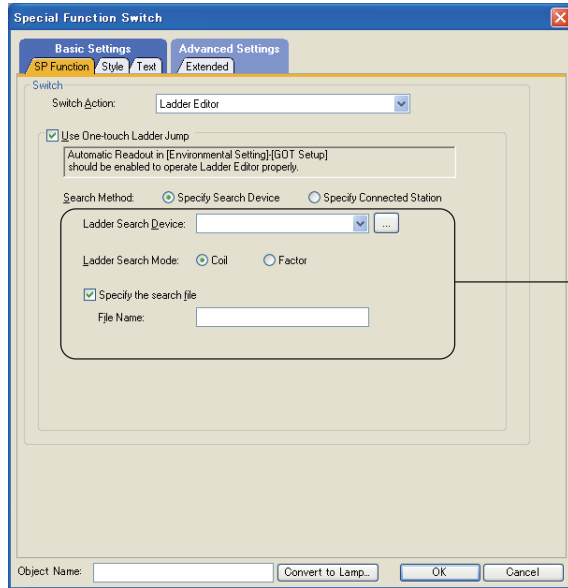 Special Function Switch
Basic Settings
Advanced Settings
SP Function
Style
Text
Extended
Switch
Switch Action:
Ladder Editor
Use One-touch Ladder Jump
Automatic Readout in [Environmental Setting]-[GOT Setup]
should be enabled to operate Ladder Editor properly.
Search Method:
Specify Search Device
Specify Connected Station
Ladder Search Device:
...
Ladder Search Mode:
Coil
Factor
Specify the search file
File Name:
Object Name:
Convert to Lamp...
OK
Cancel